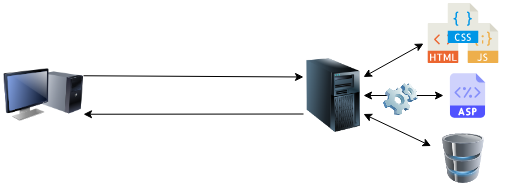 { }
CSS
<
HTML
;}
JS
<%>
ASP